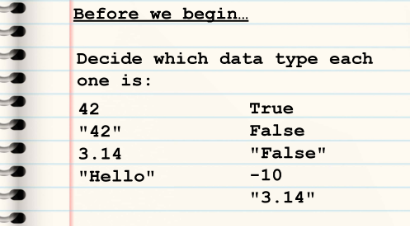 Before we begin…
Decide which data type each
one is:
42
"42"
3.14
"Hello"
True
False
"False"
-10
"3.14"